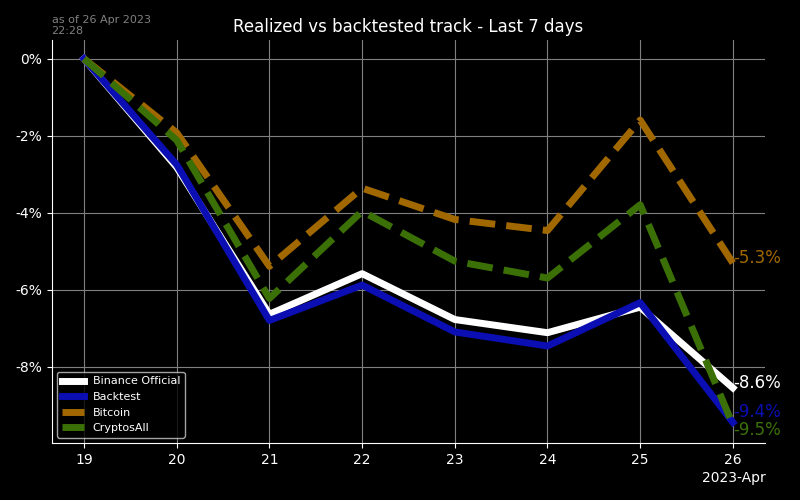 as of 26 Apr 2023
22:28
Realized vs backtested track - Last 7 days
0%
-2%
-4%
-6%
-8%
-5.3%
-8.6%
-9.4%
-9.5%
Binance Official
Backtest
Bitcoin
CryptosAll
19 20 21 22 23 24 25 26
2023-Apr